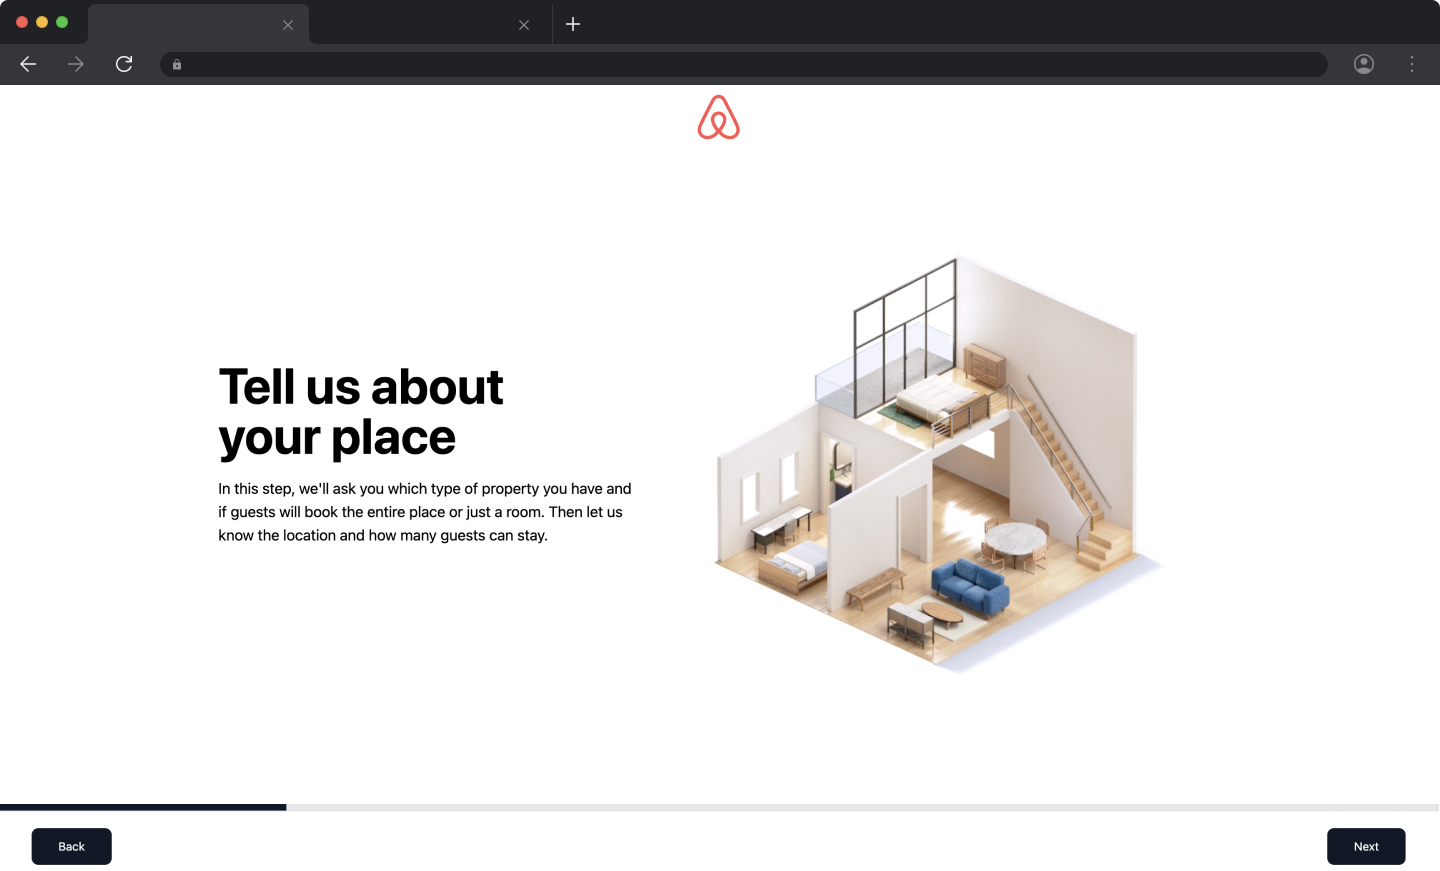 Tell us about
your place
In this step, we'll ask you which type of property you have and
if guests will book the entire place or just a room. Then let us
know the location and how many guests can stay.
Back
Next